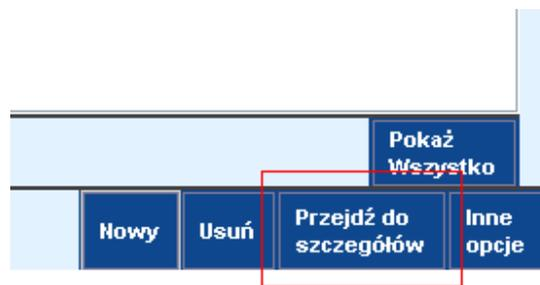 Pokaż
Wszystko
Nowy
Usuń
Przejdź do
szczegółów
Inne
opcje